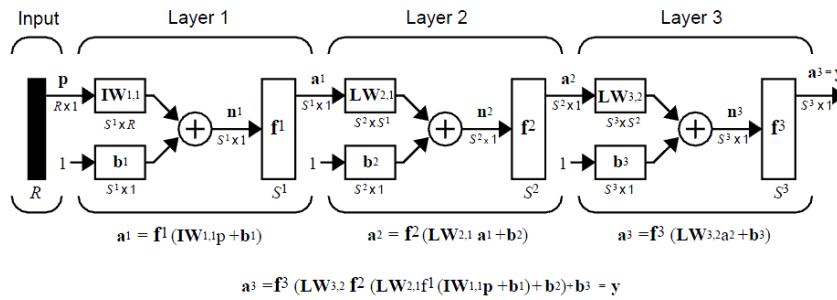 Input Layer 1 Layer 2 Layer 3
p a¹ a² a³ = y
IW1,1 LW2,1 LW3,2
R x 1 n¹ S¹ x 1 n² S² x 1 n³ S³ x 1
S¹ x R f¹ S² x S¹ f² S³ x S² f³
S¹ x 1 S² x 1 S³ x 1
1 b¹ 1 b² 1 b³
S¹ x 1 S² x 1 S³ x 1
R S¹ S² S³
a¹ = f¹ (IW1,1p +b¹) a² = f² (LW2,1 a¹ +b²) a³ =f³ (LW3,2a² +b³)
a³ =f³ (LW3,2 f² (LW2,1f¹ (IW1,1p +b¹)+b²)+b³ = y